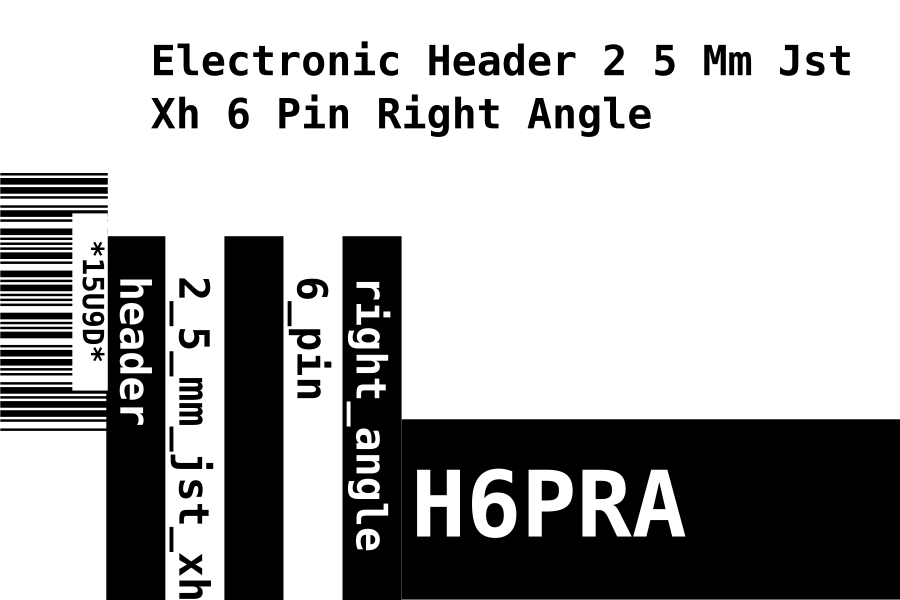 Electronic Header 2 5 Mm Jst
Xh 6 Pin Right Angle
*15U9D*
header
2_5_mm_jst_xh
6_pin
right_angle
H6PRA